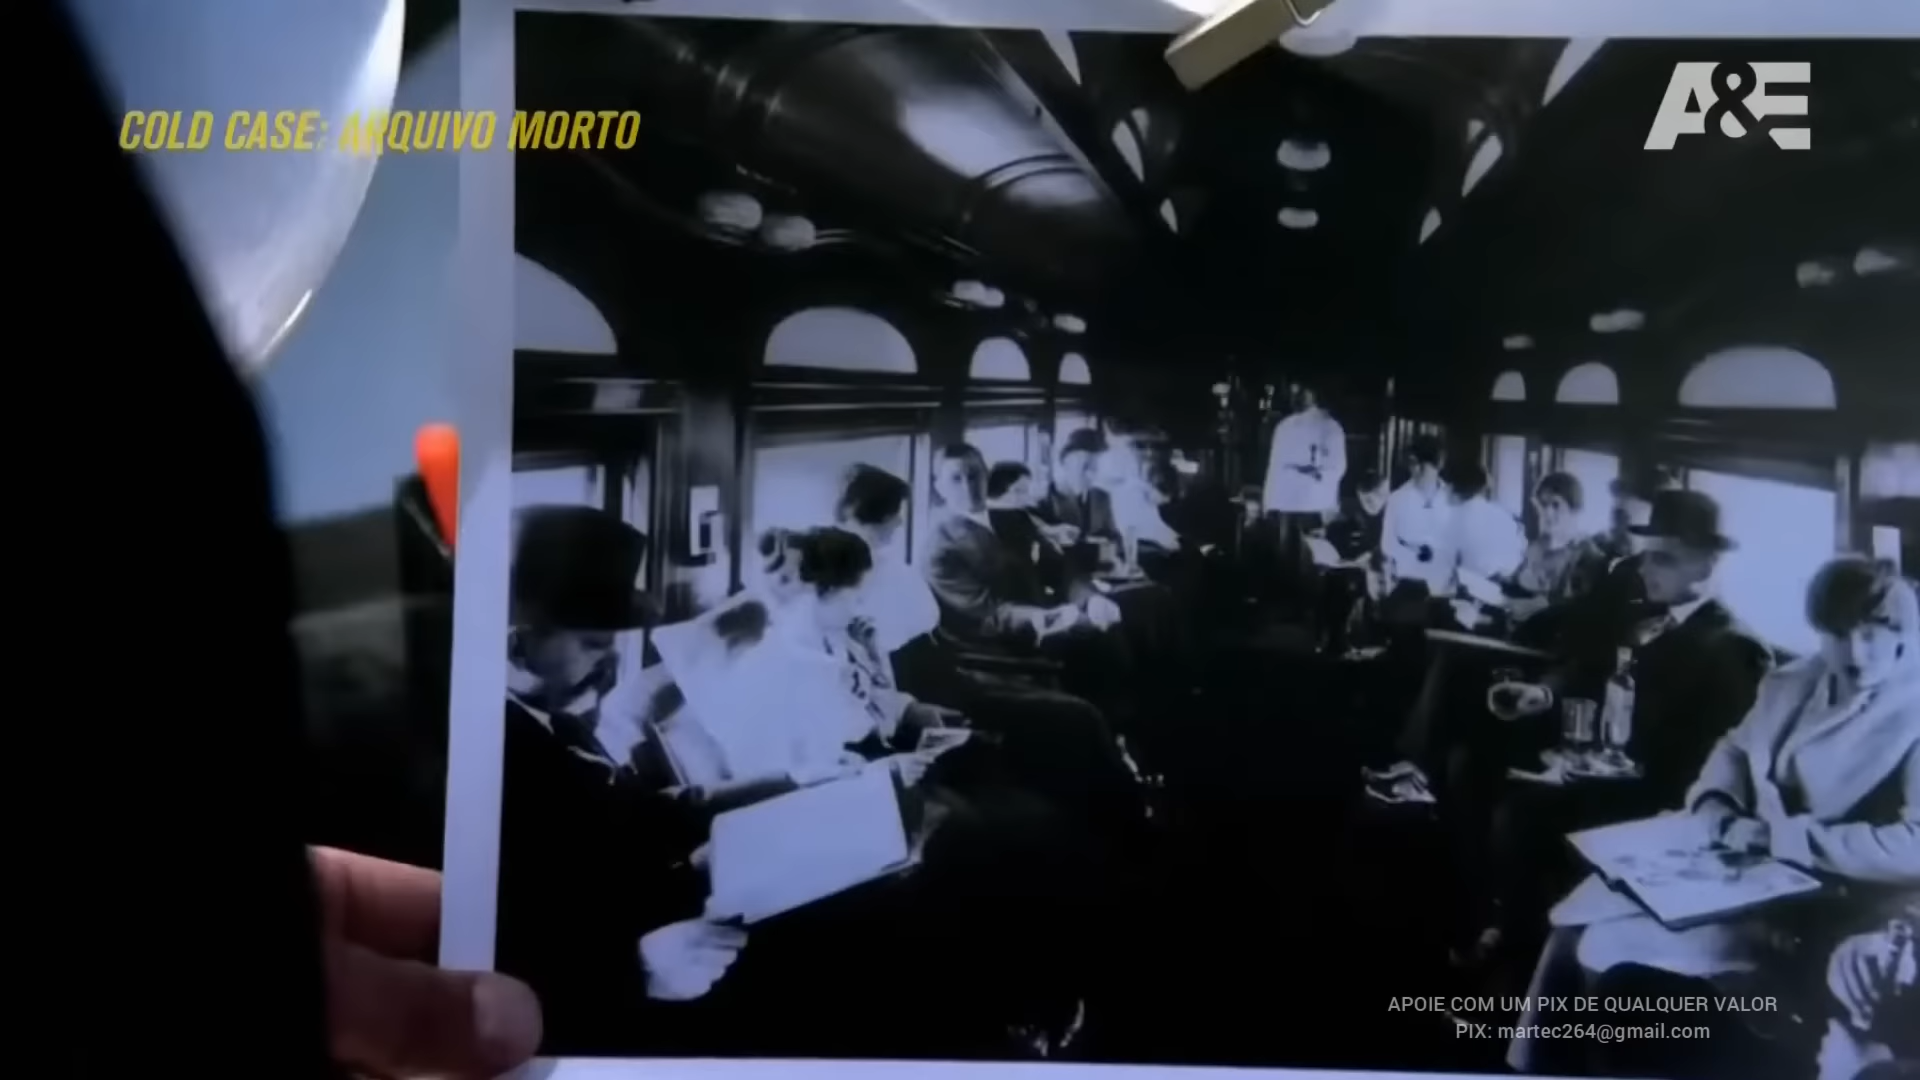 COLD CASE: ARQUIVO MORTO
A&E
APOIE COM UM PIX DE QUALQUER VALOR
PIX: martec264@gmail.com